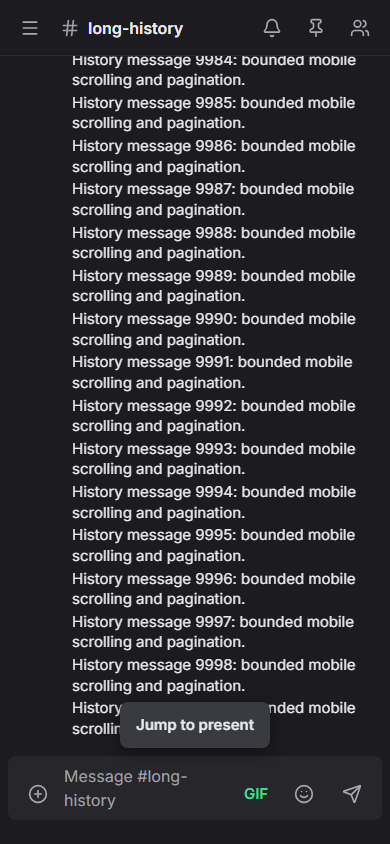 # long-history
History message 9984: bounded mobile
scrolling and pagination.
History message 9985: bounded mobile
scrolling and pagination.
History message 9986: bounded mobile
scrolling and pagination.
History message 9987: bounded mobile
scrolling and pagination.
History message 9988: bounded mobile
scrolling and pagination.
History message 9989: bounded mobile
scrolling and pagination.
History message 9990: bounded mobile
scrolling and pagination.
History message 9991: bounded mobile
scrolling and pagination.
History message 9992: bounded mobile
scrolling and pagination.
History message 9993: bounded mobile
scrolling and pagination.
History message 9994: bounded mobile
scrolling and pagination.
History message 9995: bounded mobile
scrolling and pagination.
History message 9996: bounded mobile
scrolling and pagination.
History message 9997: bounded mobile
scrolling and pagination.
History message 9998: bounded mobile
scrolling and pagination.
History mobile
Jump to present
Message #long-
history
GIF